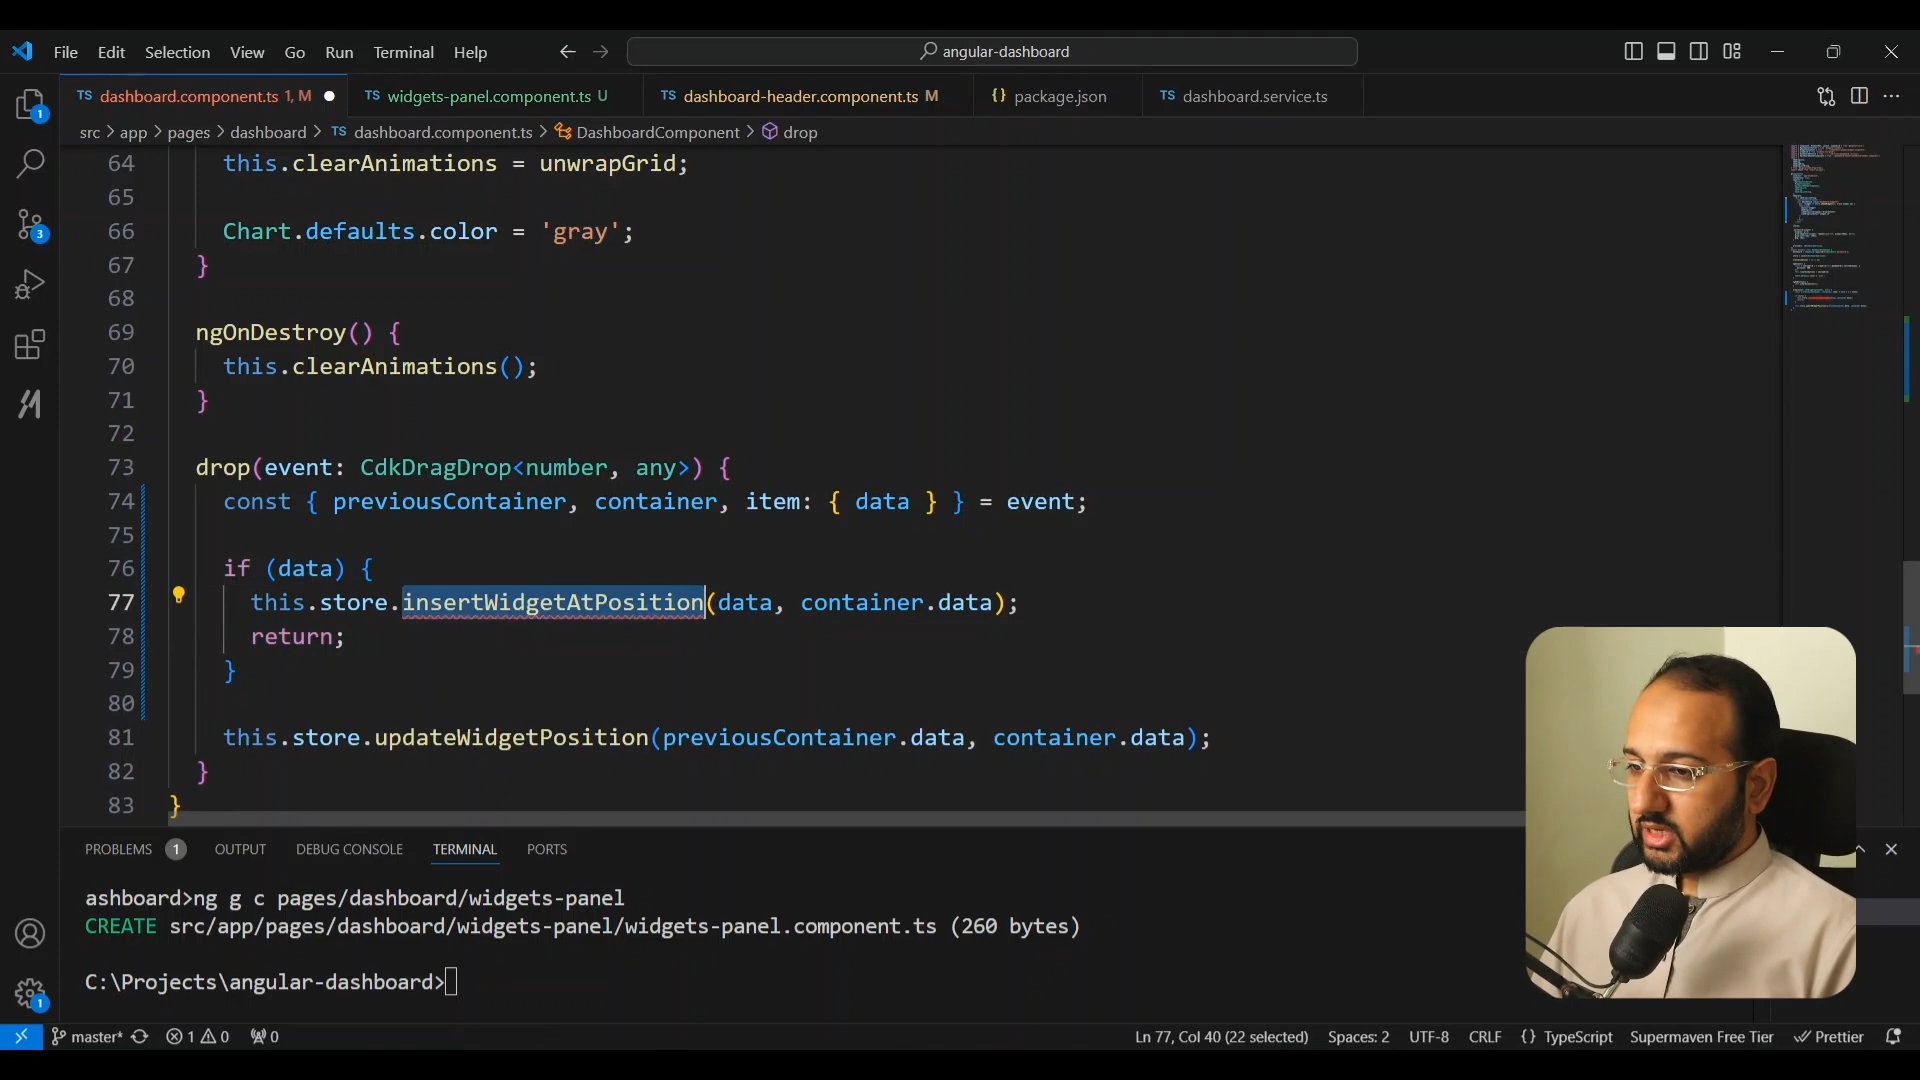 File Edit Selection View Go Run Terminal Help
angular-dashboard
TS dashboard.component.ts 1, M
TS widgets-panel.component.ts U
TS dashboard-header.component.ts M
{} package.json
TS dashboard.service.ts
src > app > pages > dashboard > TS dashboard.component.ts > DashboardComponent > drop
64 this.clearAnimations = unwrapGrid;
65
66 Chart.defaults.color = 'gray';
67 }
68
69 ngOnDestroy() {
70 this.clearAnimations();
71 }
72
73 drop(event: CdkDragDrop<number, any>) {
74 const { previousContainer, container, item: { data } } = event;
75
76 if (data) {
77 this.store.insertWidgetAtPosition(data, container.data);
78 return;
79 }
80
81 this.store.updateWidgetPosition(previousContainer.data, container.data);
82 }
83 }
1
3
1
PROBLEMS 1 OUTPUT DEBUG CONSOLE TERMINAL PORTS
ashboard>ng g c pages/dashboard/widgets-panel
CREATE src/app/pages/dashboard/widgets-panel/widgets-panel.component.ts (260 bytes)
C:\Projects\angular-dashboard>
master* 1 0 0 Ln 77, Col 40 (22 selected) Spaces: 2 UTF-8 CRLF {} TypeScript Supermaven Free Tier Prettier